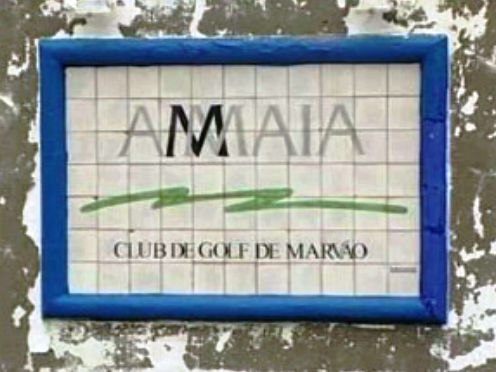 AMMAIA
CLUB DE GOLF DE MARVÃO